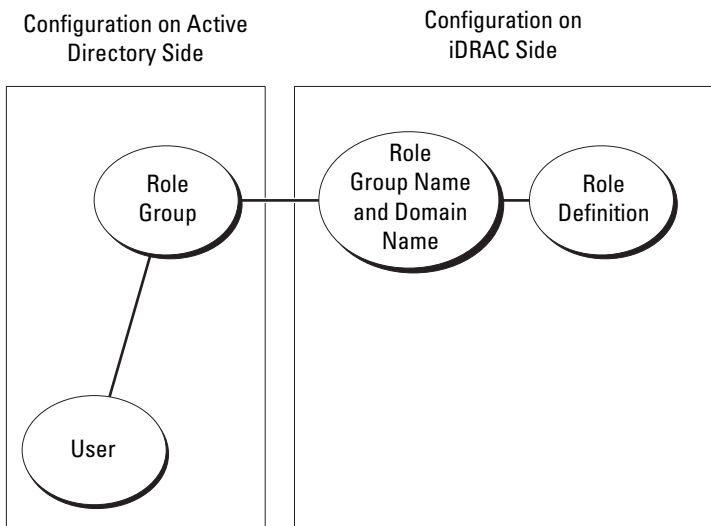 Configuration on Active
Directory Side
Configuration on
iDRAC Side
Role
Group
Role
Group Name
and Domain
Name
Role
Definition
User